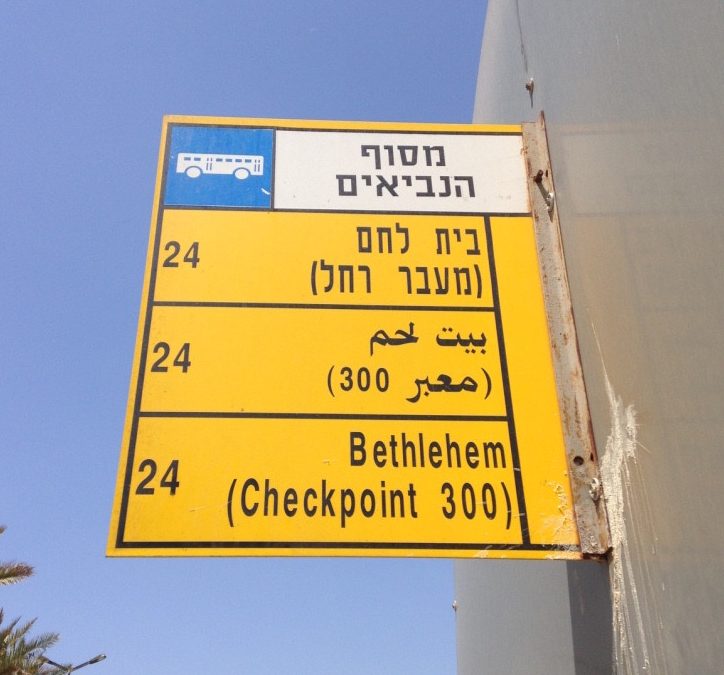 מסוף
הנביאים
24 בית לחם
(מעבר רחל)
24 بيت لحم
(معبر 300)
24 Bethlehem
(Checkpoint 300)